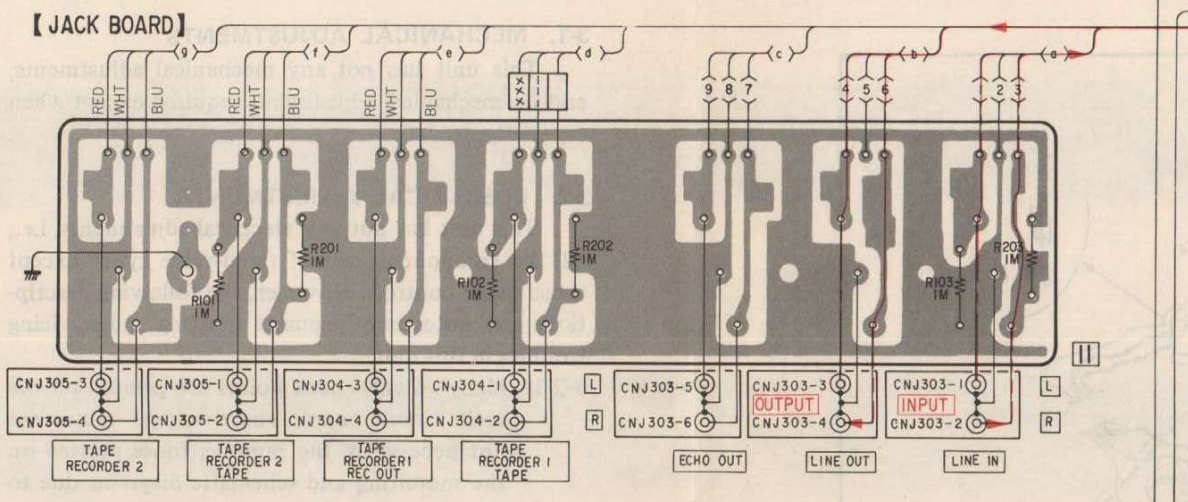 【JACK BOARD】
g
f
e
d
c
b
a
RED
WHT
BLU
RED
WHT
BLU
RED
WHT
BLU
9
8
7
4
5
6
2
3
R101
1M
R201
1M
R102
1M
R202
1M
R103
1M
R203
1M
CNJ305-3
CNJ305-4
CNJ305-1
CNJ305-2
CNJ304-3
CNJ304-4
CNJ304-1
CNJ304-2
L
R
CNJ303-5
CNJ303-6
CNJ303-3
OUTPUT
CNJ303-4
CNJ303-1
INPUT
CNJ303-2
L
R
TAPE
RECORDER 2
TAPE
RECORDER 2
TAPE
TAPE
RECORDER 1
REC OUT
TAPE
RECORDER 1
TAPE
ECHO OUT
LINE OUT
LINE IN